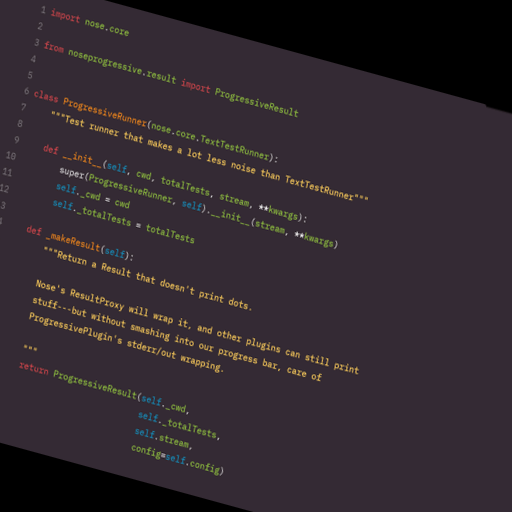 1 import nose.core
2
3 from noseprogressive.result import ProgressiveResult
4
5
6 class ProgressiveRunner(nose.core.TextTestRunner):
7 """Test runner that makes a lot less noise than TextTestRunner"""
8
9 def __init__(self, cwd, totalTests, stream, **kwargs):
10 super(ProgressiveRunner, self).__init__(stream, **kwargs)
11 self._cwd = cwd
12 self._totalTests = totalTests
3
def _makeResult(self):
"""Return a Result that doesn't print dots.
Nose's ResultProxy will wrap it, and other plugins can still print
stuff---but without smashing into our progress bar, care of
ProgressivePlugin's stderr/out wrapping.
"""
return ProgressiveResult(self._cwd,
self._totalTests,
self.stream,
config=self.config)